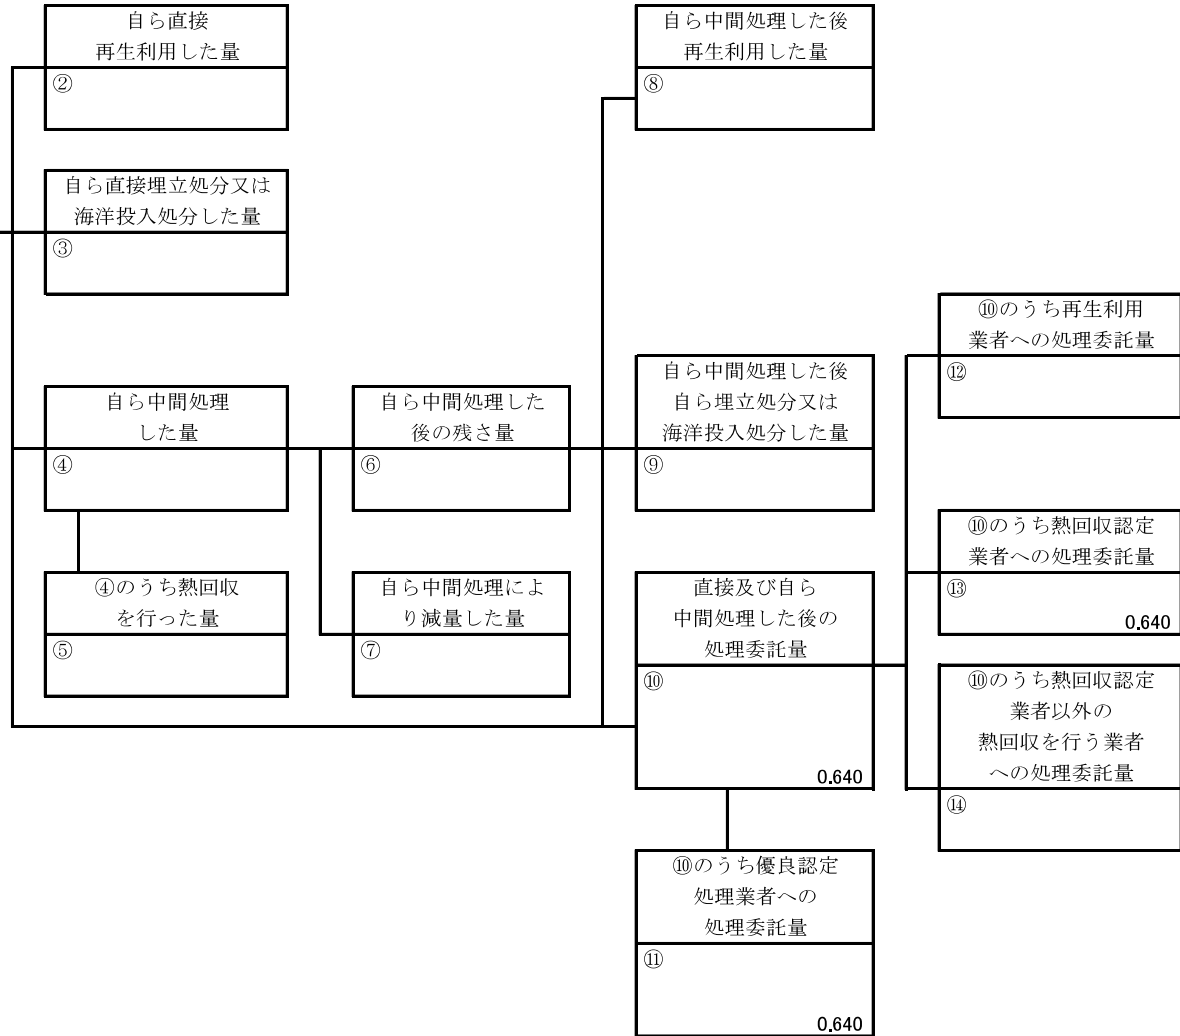 自ら直接
再生利用した量
②
自ら中間処理した後
再生利用した量
⑧
自ら直接埋立処分又は
海洋投入処分した量
③
⑩のうち再生利用
業者への処理委託量
⑫
自ら中間処理
した量
④
自ら中間処理した
後の残さ量
⑥
自ら中間処理した後
自ら埋立処分又は
海洋投入処分した量
⑨
⑩のうち熱回収認定
業者への処理委託量
⑬
0.640
④のうち熱回収
を行った量
⑤
自ら中間処理によ
り減量した量
⑦
直接及び自ら
中間処理した後の
処理委託量
⑩
0.640
⑩のうち熱回収認定
業者以外の
熱回収を行う業者
への処理委託量
⑭
⑩のうち優良認定
処理業者への
処理委託量
⑪
0.640